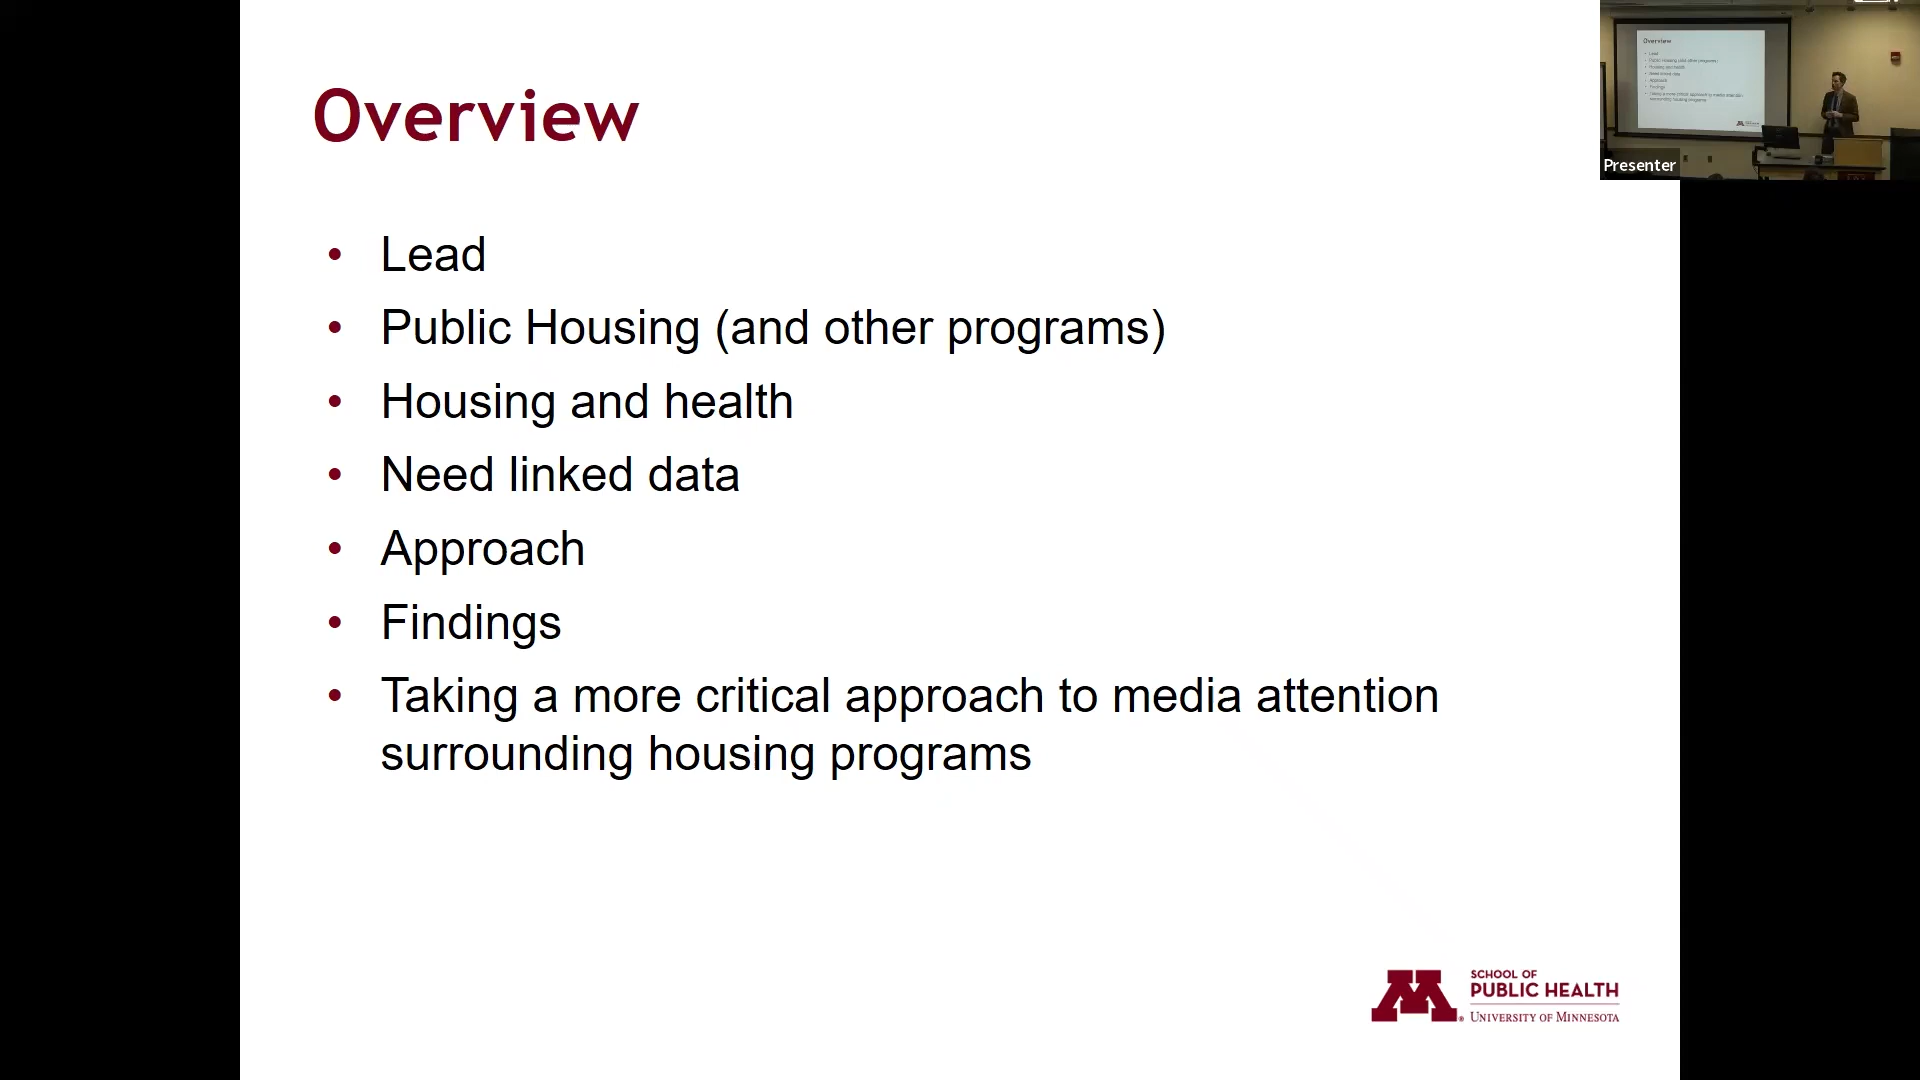 Overview
Lead
Public Housing (and other programs)
Housing and health
Need linked data
Approach
Findings
Taking a more critical approach to media attention
surrounding housing programs
Presenter
SCHOOL OF
PUBLIC HEALTH
UNIVERSITY OF MINNESOTA